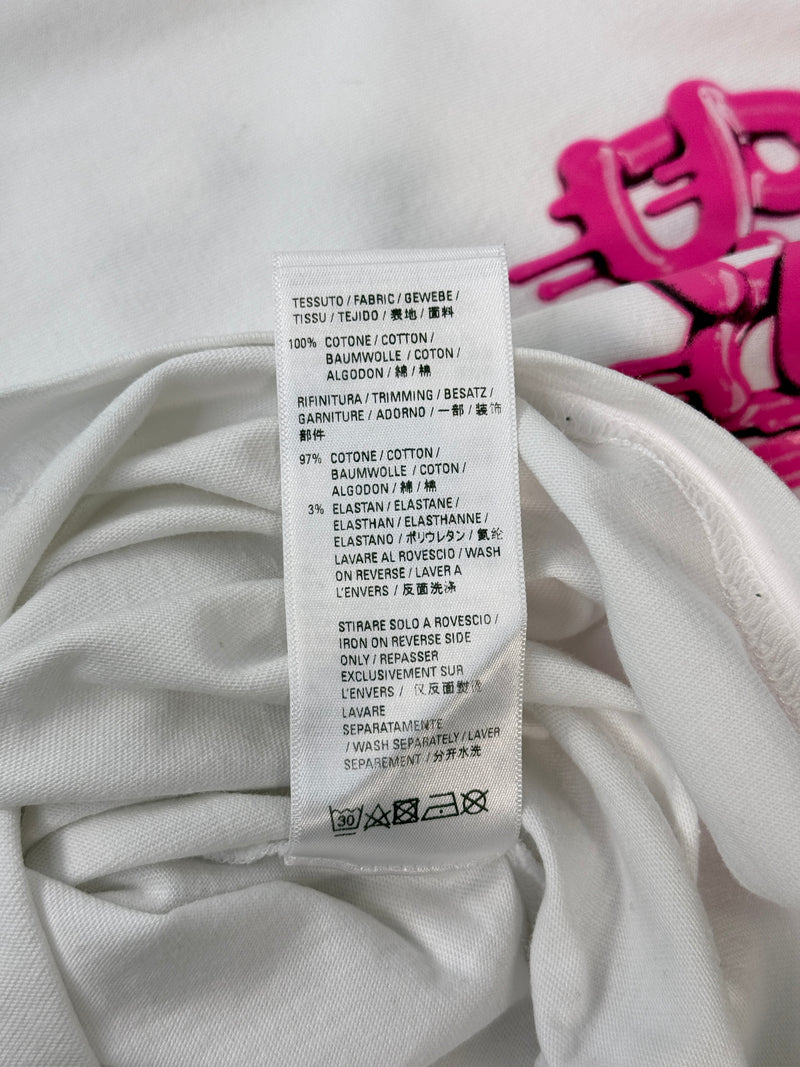 TESSUTO / FABRIC / GEWEBE /
TISSU / TEJIDO / 表地 / 面料
100% COTONE / COTTON /
BAUMWOLLE / COTON /
ALGODON / 綿 / 棉
RIFINITURA / TRIMMING / BESATZ /
GARNITURE / ADORNO / 一部 / 装饰
部件
97% COTONE / COTTON /
BAUMWOLLE / COTON /
ALGODON / 綿 / 棉
3% ELASTAN / ELASTANE /
ELASTHAN / ELASTHANNE /
ELASTANO / ポリウレタン / 氨纶
LAVARE AL ROVESCIO / WASH
ON REVERSE / LAVER A
L'ENVERS / 反面洗涤
STIRARE SOLO A ROVESCIO /
IRON ON REVERSE SIDE
ONLY / REPASSER
EXCLUSIVEMENT SUR
L'ENVERS / 仅反面
LAVARE
SEPARATAMENTE
/ WASH SEPARATELY / LAVER
SEPAREMENT / 分开水洗
30